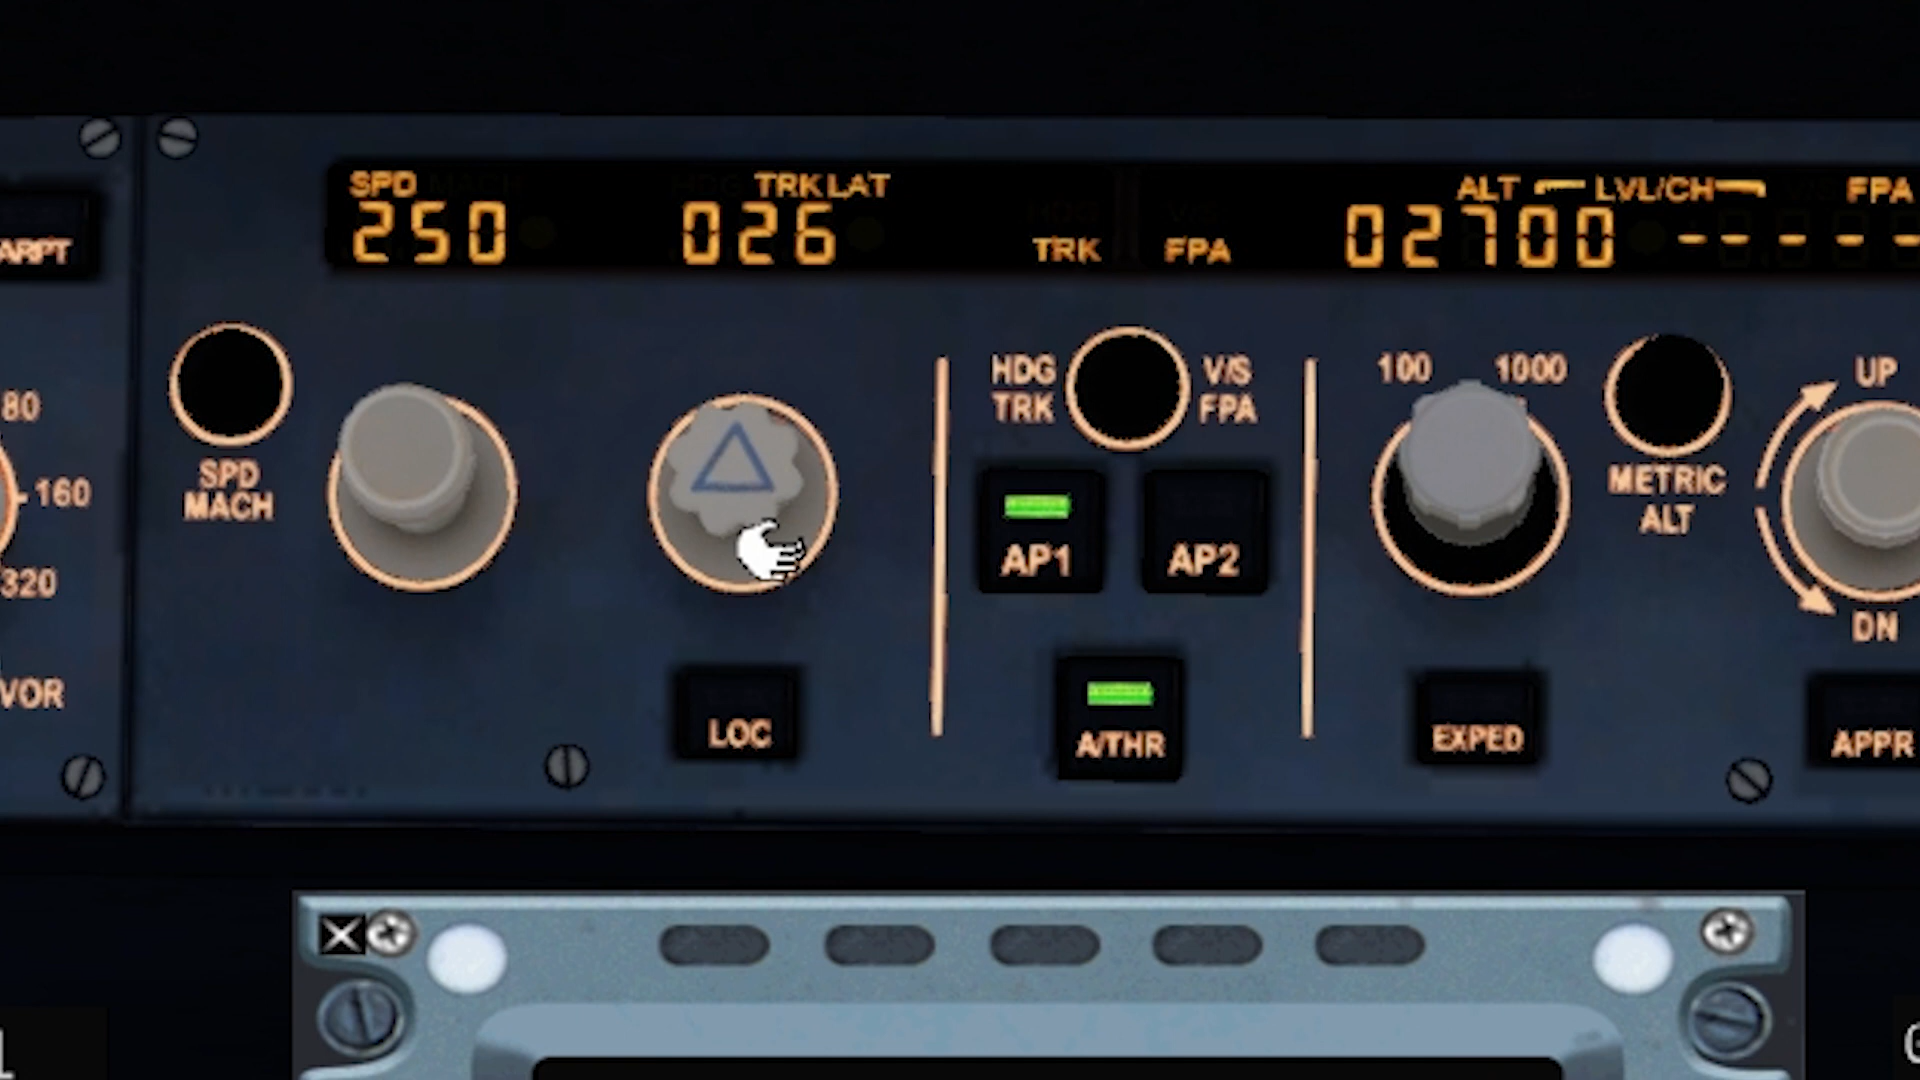 SPD TRK LAT ALT LVL/CH FPA
250 026 TRK FPA 02700 -----
ARPT
80
160
320
VOR
SPD
MACH
HDG
TRK
V/S
FPA
100 1000
METRIC
ALT
UP
DN
AP1 AP2
LOC
A/THR
EXPED
APPR